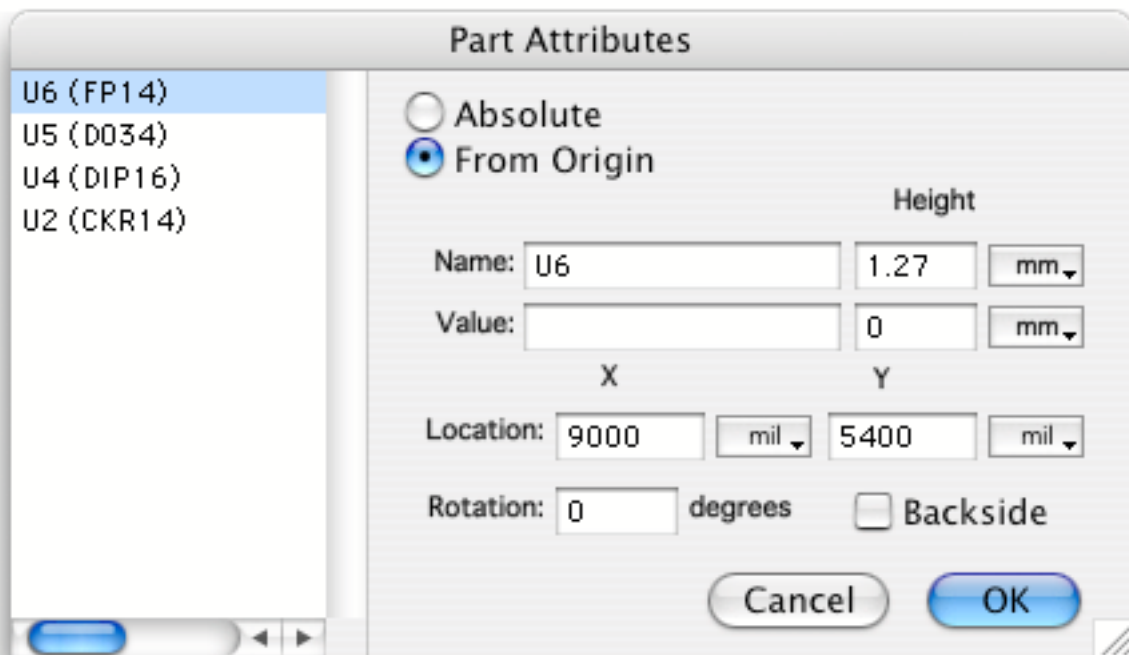 Part Attributes
U6 (FP14)
U5 (DO34)
U4 (DIP16)
U2 (CKR14)
Absolute
From Origin
Height
Name: U6 1.27 mm
Value: 0 mm
X Y
Location: 9000 mil 5400 mil
Rotation: 0 degrees Backside
Cancel OK